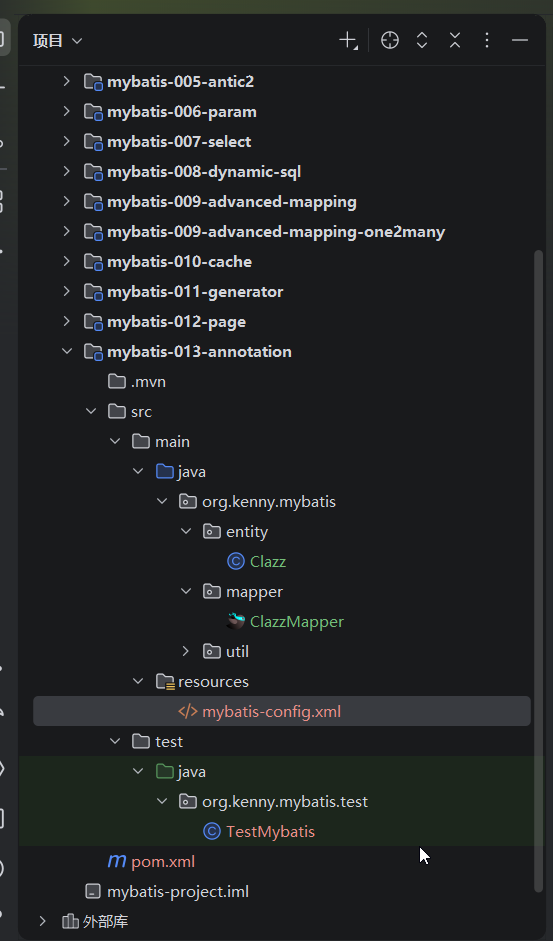 项目
mybatis-005-antic2
mybatis-006-param
mybatis-007-select
mybatis-008-dynamic-sql
mybatis-009-advanced-mapping
mybatis-009-advanced-mapping-one2many
mybatis-010-cache
mybatis-011-generator
mybatis-012-page
mybatis-013-annotation
.mvn
src
main
java
org.kenny.mybatis
entity
Clazz
mapper
ClazzMapper
util
resources
mybatis-config.xml
test
java
org.kenny.mybatis.test
TestMybatis
pom.xml
mybatis-project.iml
外部库